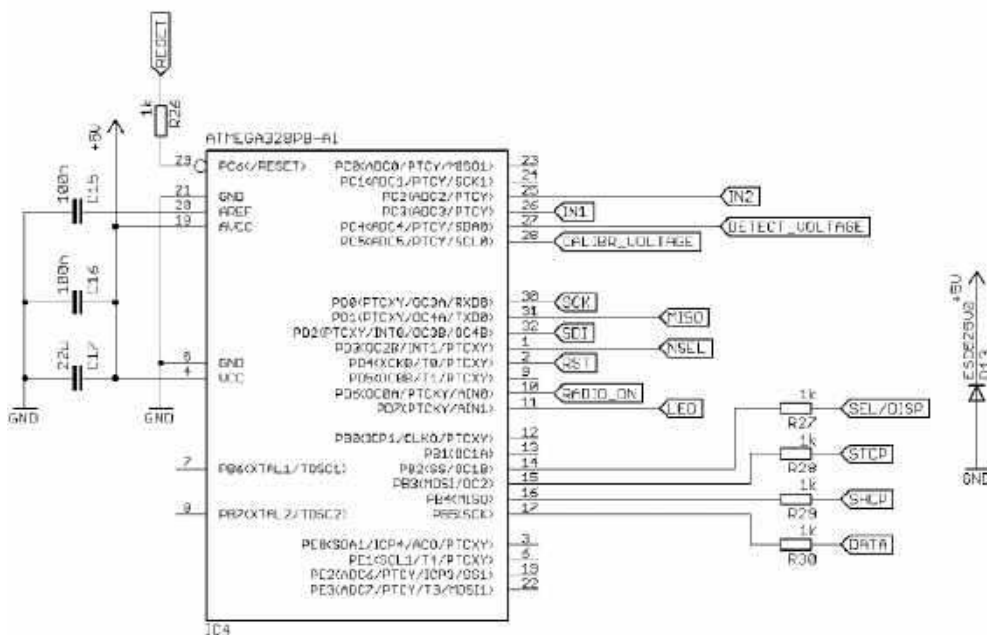 RESET
1k
R26
+5V
ATMEGA328PB-AI
29 PC6(/RESET)
21 GND
20 AREF
19 AVCC
100n C15
100n C16
22u C17
5 GND
4 VCC
GND
GND
7 PB6(XTAL1/TOSC1)
8 PB7(XTAL2/TOSC2)
PC0(ADC0/PTCY/MISO1) 23
PC1(ADC1/PTCY/SCK1) 24
PC2(ADC2/PTCY) 25 IN2
PC3(ADC3/PTCY) 26 IN1
PC4(ADC4/PTCY/SDA0) 27 DETECT_VOLTAGE
PC5(ADC5/PTCY/SCL0) 28 CALIBR_VOLTAGE
PD0(PTCXY/OC3A/RXD0) 30 SCK
PD1(PTCXY/OC4A/TXD0) 31 MISO
PD2(PTCXY/INT0/OC3B/OC4B) 32 SDI
PD3(OC2B/INT1/PTCXY) 1 NSEL
PD4(XCK0/T0/PTCXY) 2 RST
PD5(OC0B/T1/PTCXY) 9
PD6(OC0A/PTCXY/AIN0) 10 RADIO_ON
PD7(PTCXY/AIN1) 11 LED
PB0(ICP1/CLKO/PTCXY) 12
PB1(OC1A) 13
PB2(SS/OC1B) 14 1k R27 SEL/DISP
PB3(MOSI/OC2) 15 1k R28 STCP
PB4(MISO) 16 1k R29 SHCP
PB5(SCK) 17 1k R30 DATA
PE0(SDA1/ICP4/ACO/PTCXY) 3
PE1(SCL1/T4/PTCXY) 6
PE2(ADC6/PTCY/ICP3/SS1) 19
PE3(ADC7/PTCY/T3/MOSI1) 22
IC4
+5V
D13
GND